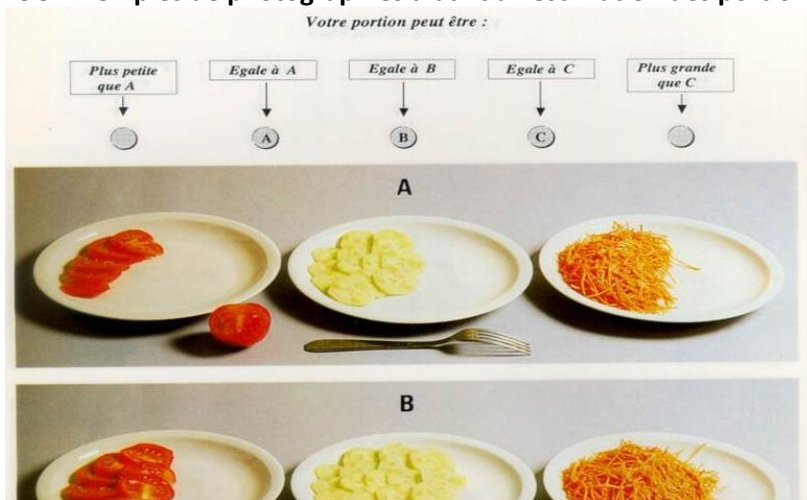 Votre portion peut être :
Plus petite
que A
Egale à A
Egale à B
Egale à C
Plus grande
que C
A
B
C
A
B